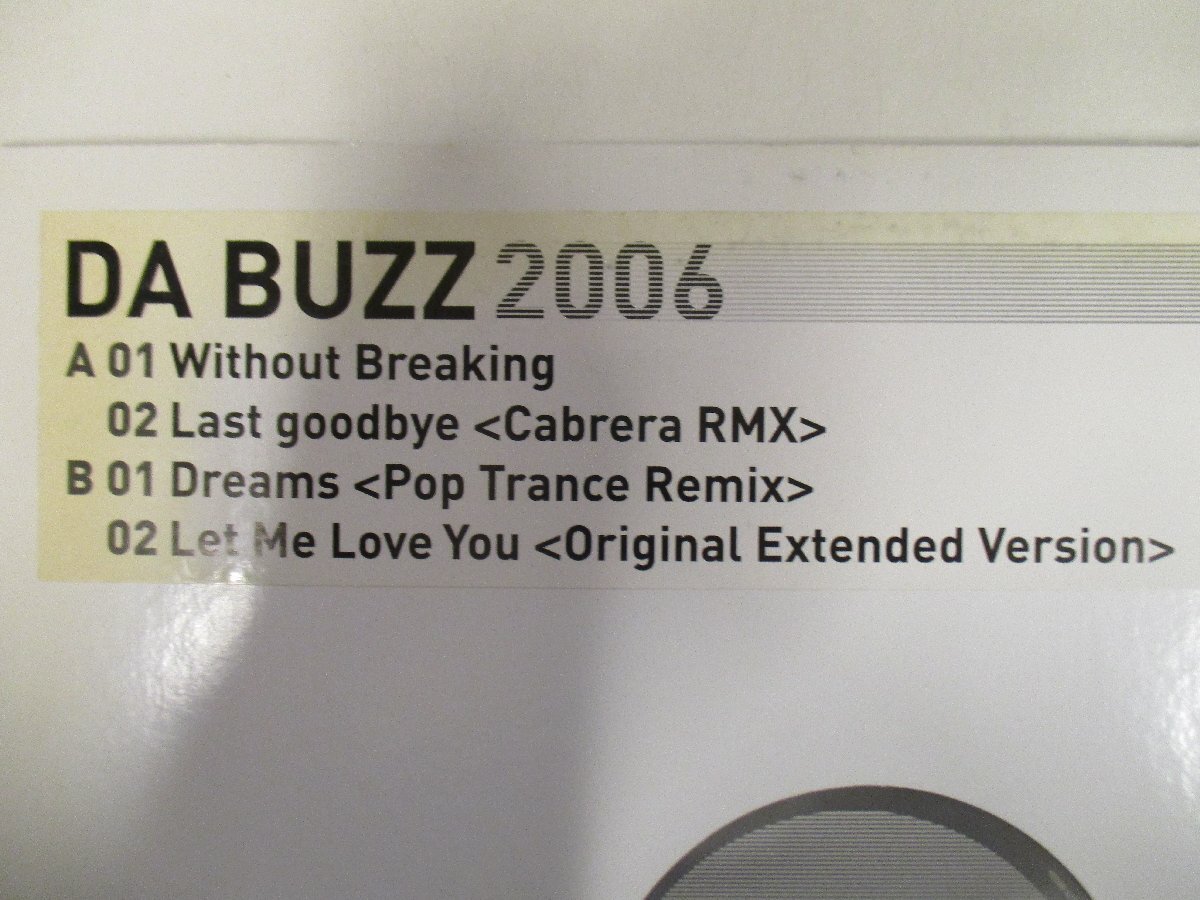 DA BUZZ 2006
A 01 Without Breaking
02 Last goodbye <Cabrera RMX>
B 01 Dreams <Pop Trance Remix>
02 Let Me Love You <Original Extended Version>